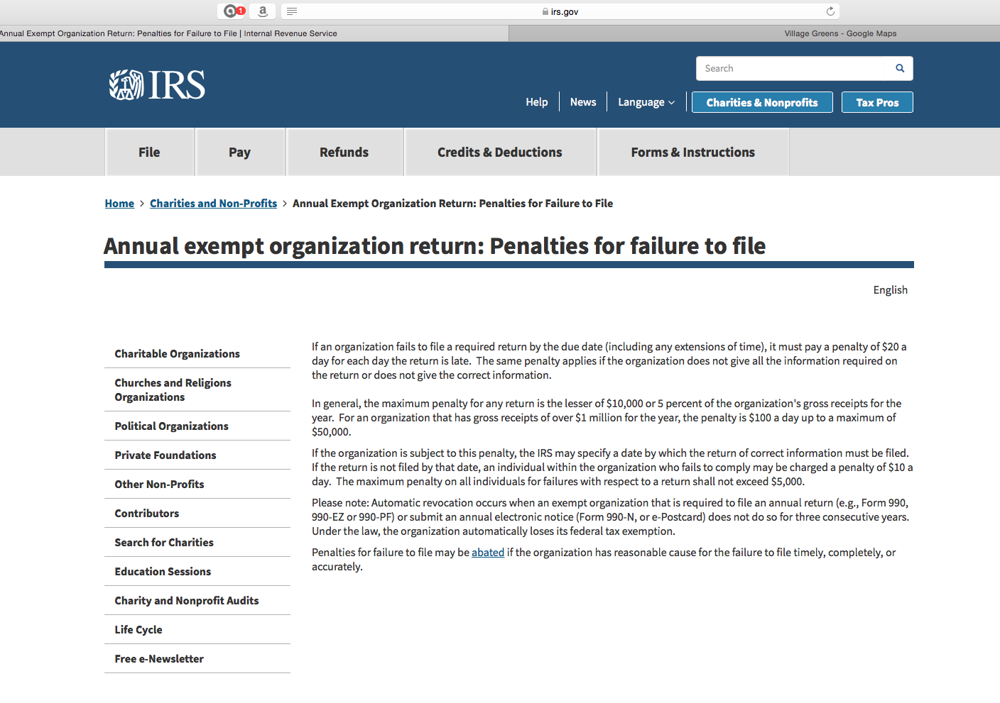 1
a
irs.gov
Annual Exempt Organization Return: Penalties for Failure to File | Internal Revenue Service
Village Greens - Google Maps
IRS
Search
Help
News
Language
Charities & Nonprofits
Tax Pros
File
Pay
Refunds
Credits & Deductions
Forms & Instructions
Home > Charities and Non-Profits > Annual Exempt Organization Return: Penalties for Failure to File
Annual exempt organization return: Penalties for failure to file
English
Charitable Organizations
Churches and Religions
Organizations
Political Organizations
Private Foundations
Other Non-Profits
Contributors
Search for Charities
Education Sessions
Charity and Nonprofit Audits
Life Cycle
Free e-Newsletter
If an organization fails to file a required return by the due date (including any extensions of time), it must pay a penalty of $20 a
day for each day the return is late.  The same penalty applies if the organization does not give all the information required on
the return or does not give the correct information.
In general, the maximum penalty for any return is the lesser of $10,000 or 5 percent of the organization's gross receipts for the
year.  For an organization that has gross receipts of over $1 million for the year, the penalty is $100 a day up to a maximum of
$50,000.
If the organization is subject to this penalty, the IRS may specify a date by which the return of correct information must be filed.
If the return is not filed by that date, an individual within the organization who fails to comply may be charged a penalty of $10 a
day.  The maximum penalty on all individuals for failures with respect to a return shall not exceed $5,000.
Please note: Automatic revocation occurs when an exempt organization that is required to file an annual return (e.g., Form 990,
990-EZ or 990-PF) or submit an annual electronic notice (Form 990-N, or e-Postcard) does not do so for three consecutive years.
Under the law, the organization automatically loses its federal tax exemption.
Penalties for failure to file may be abated if the organization has reasonable cause for the failure to file timely, completely, or
accurately.